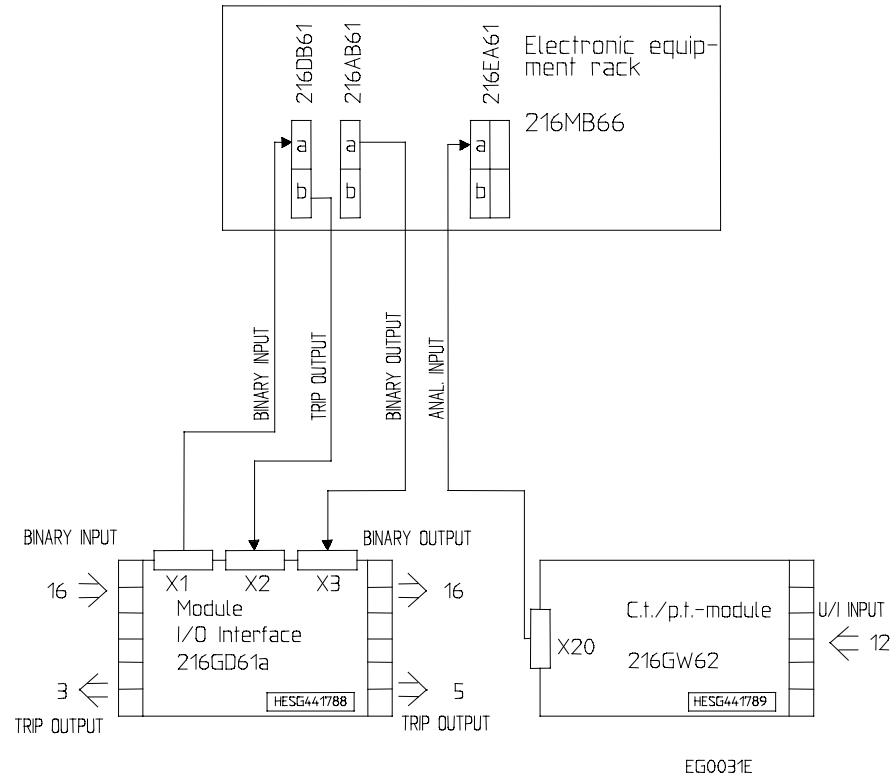 216DB61
216AB61
216EA61
Electronic equip-
ment rack
216MB66
a
a
a
b
b
b
BINARY INPUT
TRIP OUTPUT
BINARY OUTPUT
ANAL. INPUT
BINARY INPUT
BINARY OUTPUT
16
X1
X2
X3
16
Module
I/O Interface
216GD61a
HESG441788
3
TRIP OUTPUT
5
TRIP OUTPUT
C.t./p.t.-module
X20
216GW62
HESG441789
U/I INPUT
12
EG0031E